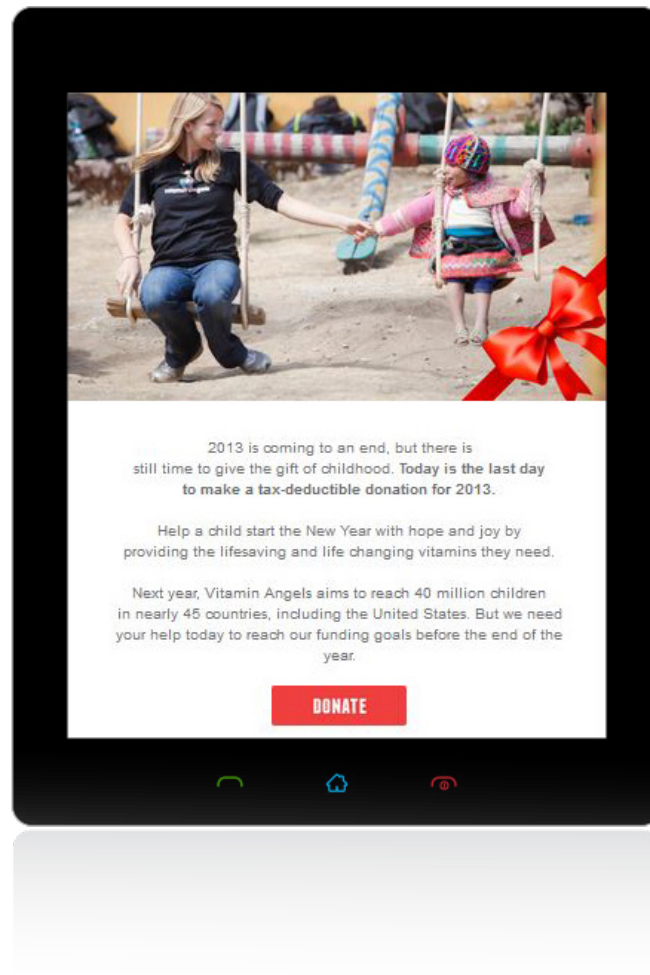 2013 is coming to an end, but there is
still time to give the gift of childhood. Today is the last day
to make a tax-deductible donation for 2013.
Help a child start the New Year with hope and joy by
providing the lifesaving and life changing vitamins they need.
Next year, Vitamin Angels aims to reach 40 million children
in nearly 45 countries, including the United States. But we need
your help today to reach our funding goals before the end of the
year.
DONATE